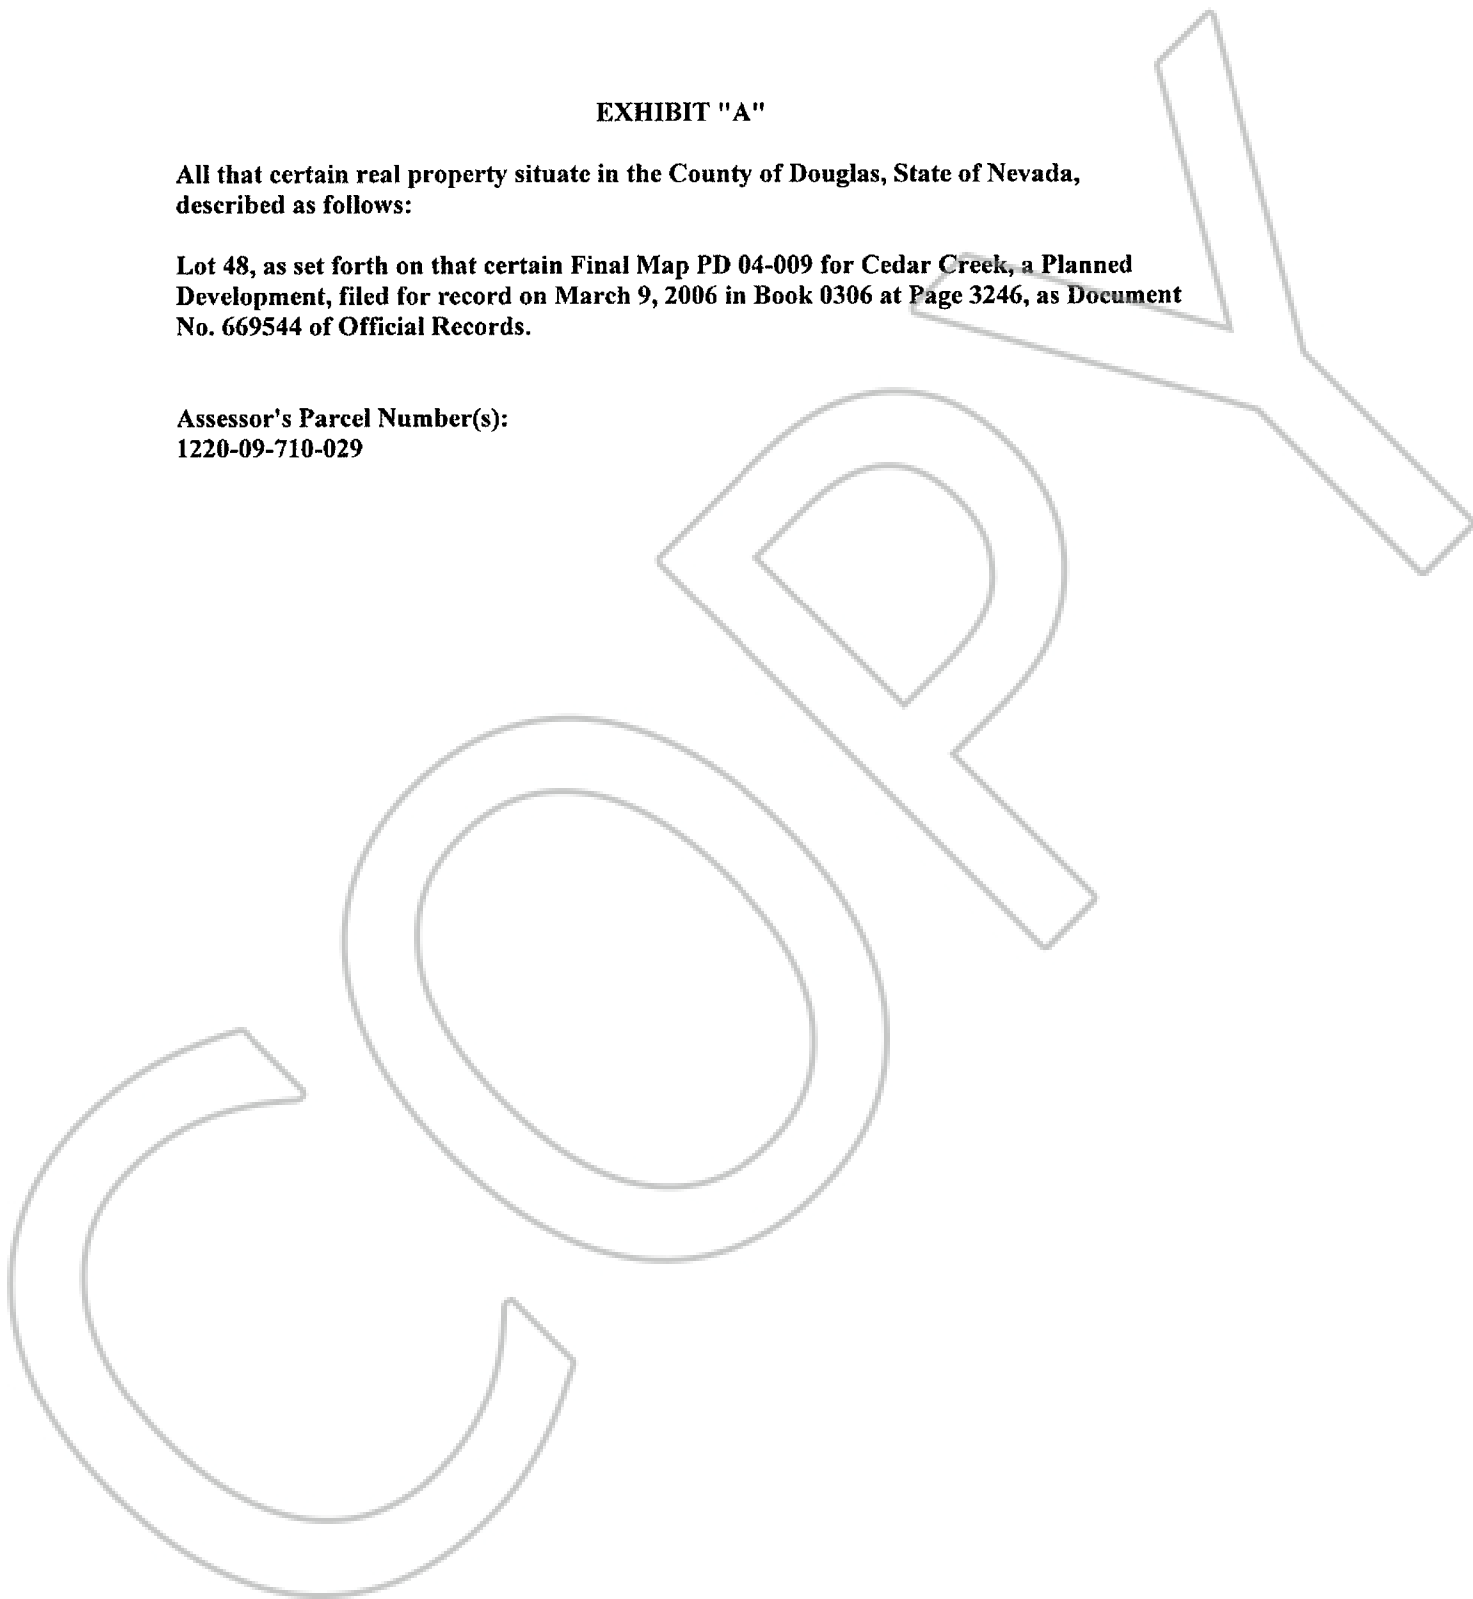 EXHIBIT "A"
All that certain real property situate in the County of Douglas, State of Nevada,
described as follows:
Lot 48, as set forth on that certain Final Map PD 04-009 for Cedar Creek, a Planned
Development, filed for record on March 9, 2006 in Book 0306 at Page 3246, as Document
No. 669544 of Official Records.
Assessor's Parcel Number(s):
1220-09-710-029
COPY